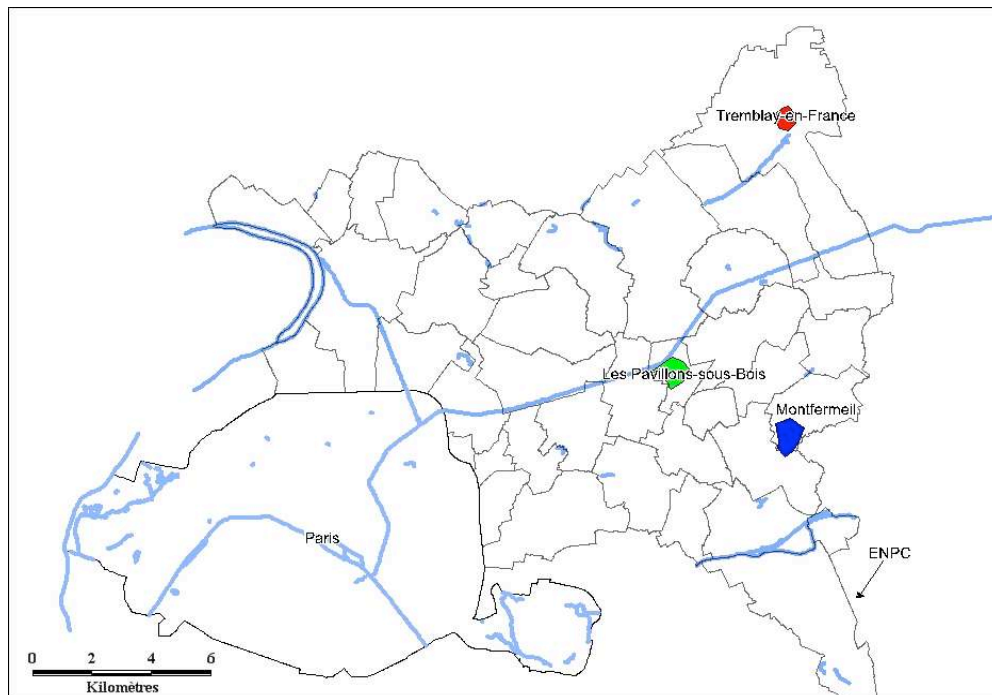 Tremblay-en-France
Les Pavillons-sous-Bois
Montfermeil
Paris
ENPC
0 2 4 6
Kilomètres